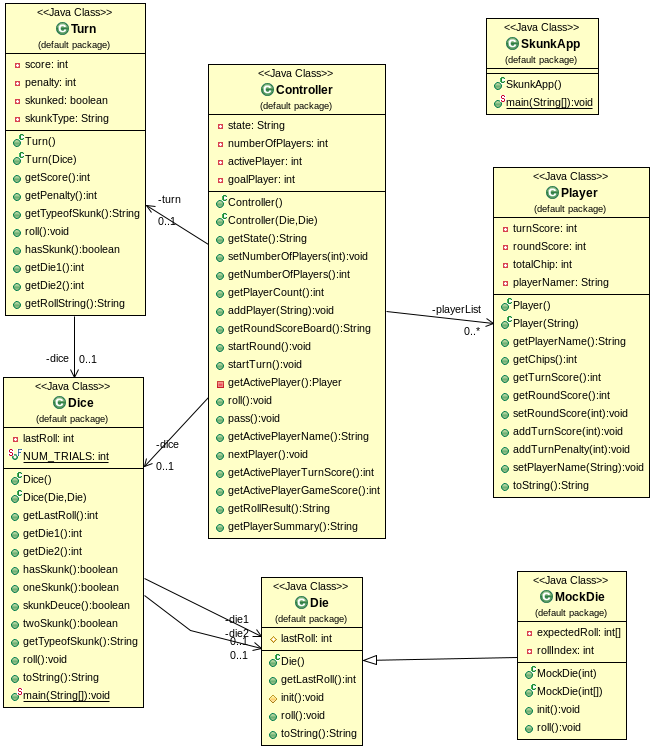 <<Java Class>>
Turn
(default package)
score: int
penalty: int
skunked: boolean
skunkType: String
Turn()
Turn(Dice)
getScore():int
getPenalty():int
getTypeofSkunk():String
roll():void
hasSkunk():boolean
getDie1():int
getDie2():int
getRollString():String
-turn
0..1
-dice
0..1
<<Java Class>>
Controller
(default package)
state: String
numberOfPlayers: int
activePlayer: int
goalPlayer: int
Controller()
Controller(Die,Die)
getState():String
setNumberOfPlayers(int):void
getNumberOfPlayers():int
getPlayerCount():int
addPlayer(String):void
getRoundScoreBoard():String
startRound():void
startTurn():void
getActivePlayer():Player
roll():void
pass():void
getActivePlayerName():String
nextPlayer():void
getActivePlayerTurnScore():int
getActivePlayerGameScore():int
getRollResult():String
getPlayerSummary():String
-playerList
0..*
-dice
0..1
<<Java Class>>
SkunkApp
(default package)
SkunkApp()
main(String[]):void
<<Java Class>>
Player
(default package)
turnScore: int
roundScore: int
totalChip: int
playerNamer: String
Player()
Player(String)
getPlayerName():String
getChips():int
getTurnScore():int
getRoundScore():int
setRoundScore(int):void
addTurnScore(int):void
addTurnPenalty(int):void
setPlayerName(String):void
toString():String
<<Java Class>>
Dice
(default package)
lastRoll: int
NUM_TRIALS: int
Dice()
Dice(Die,Die)
getLastRoll():int
getDie1():int
getDie2():int
hasSkunk():boolean
oneSkunk():boolean
skunkDeuce():boolean
twoSkunk():boolean
getTypeofSkunk():String
roll():void
toString():String
main(String[]):void
-die1
-die2
0..1
0..1
<<Java Class>>
Die
(default package)
lastRoll: int
Die()
getLastRoll():int
init():void
roll():void
toString():String
<<Java Class>>
MockDie
(default package)
expectedRoll: int[]
rollIndex: int
MockDie(int)
MockDie(int[])
init():void
roll():void